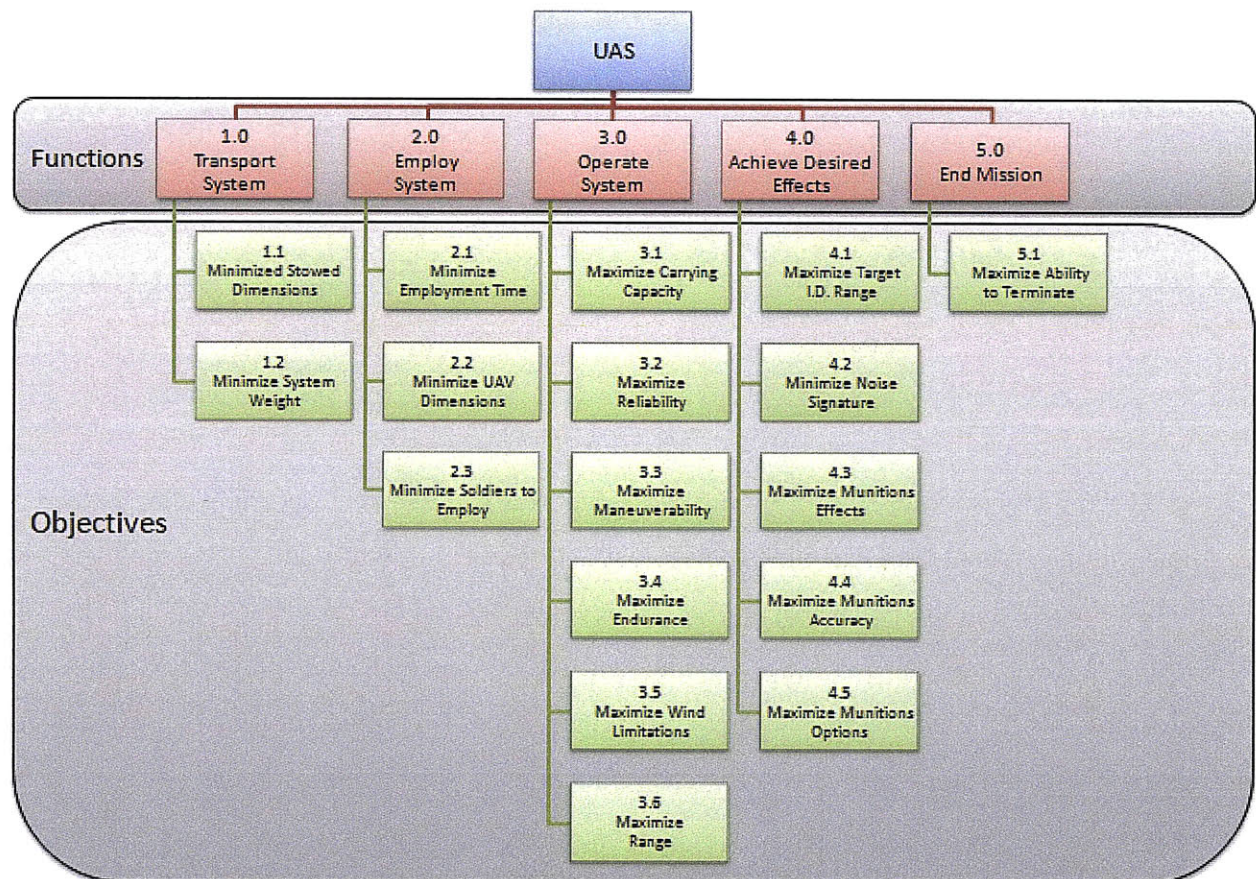 UAS
Functions
1.0
Transport
System
2.0
Employ
System
3.0
Operate
System
4.0
Achieve Desired
Effects
5.0
End Mission
Objectives
1.1
Minimized Stowed
Dimensions
1.2
Minimize System
Weight
2.1
Minimize
Employment Time
2.2
Minimize UAV
Dimensions
2.3
Minimize Soldiers to
Employ
3.1
Maximize Carrying
Capacity
3.2
Maximize
Reliability
3.3
Maximize
Maneuverability
3.4
Maximize
Endurance
3.5
Maximize Wind
Limitations
3.6
Maximize
Range
4.1
Maximize Target
I.D. Range
4.2
Minimize Noise
Signature
4.3
Maximize Munitions
Effects
4.4
Maximize Munitions
Accuracy
4.5
Maximize Munitions
Options
5.1
Maximize Ability
to Terminate